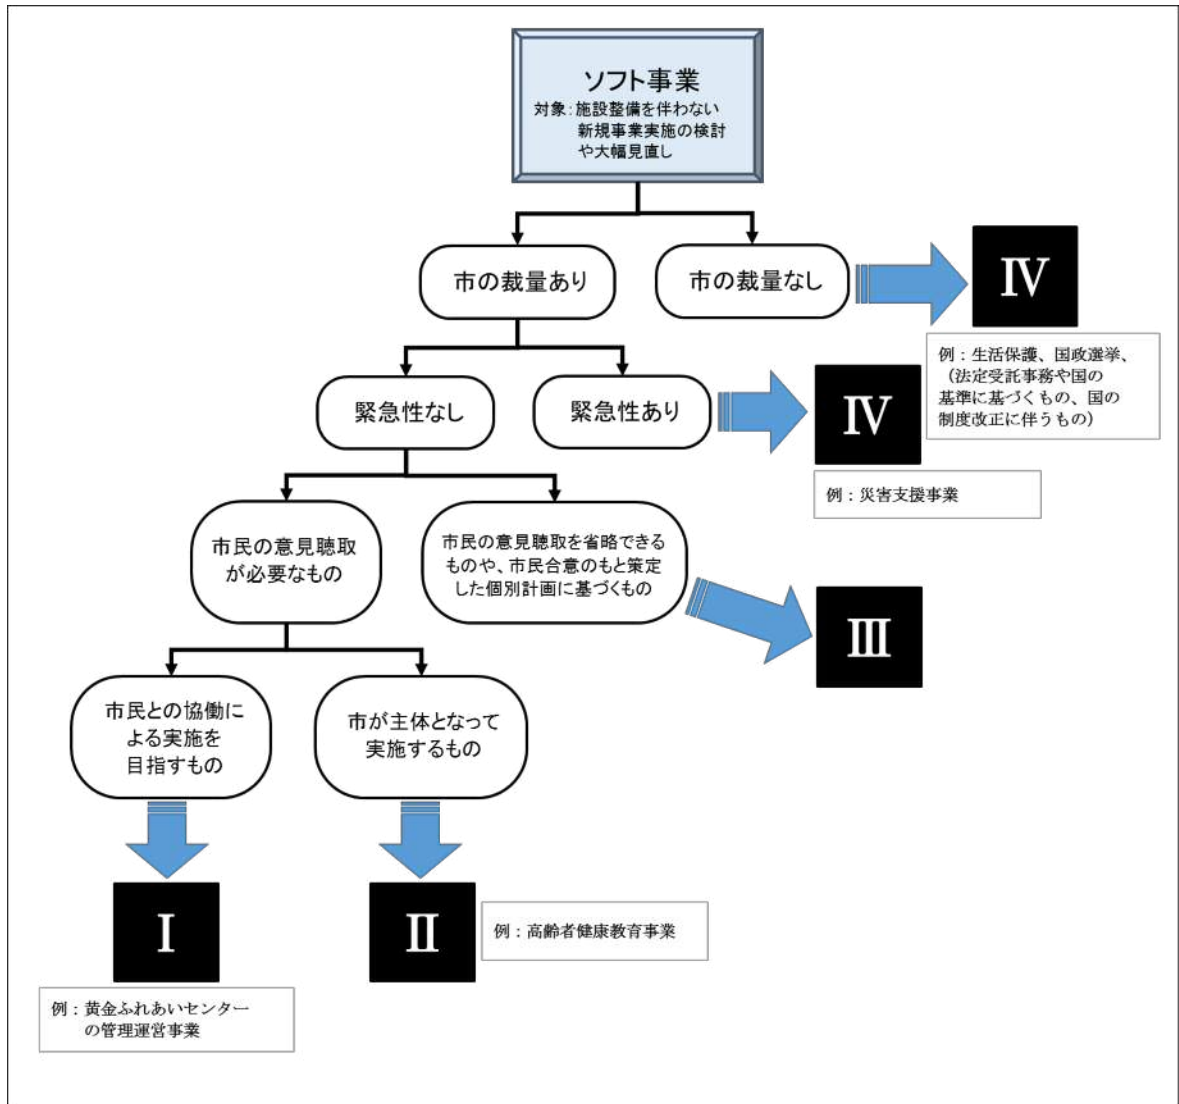 ソフト事業
対象：施設整備を伴わない
新規事業実施の検討
や大幅見直し
市の裁量あり
市の裁量なし
Ⅳ
例：生活保護、国政選挙、
（法定受託事務や国の
基準に基づくもの、国の
制度改正に伴うもの）
緊急性なし
緊急性あり
Ⅳ
例：災害支援事業
市民の意見聴取
が必要なもの
市民の意見聴取を省略できる
ものや、市民合意のもと策定
した個別計画に基づくもの
Ⅲ
市民との協働に
よる実施を
目指すもの
市が主体となって
実施するもの
Ⅰ
例：黄金ふれあいセンター
の管理運営事業
Ⅱ
例：高齢者健康教育事業